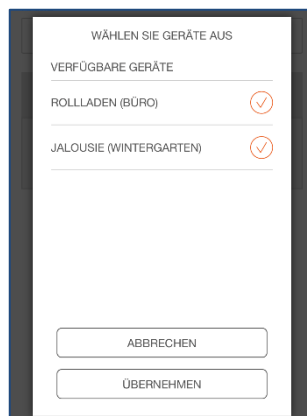 WÄHLEN SIE GERÄTE AUS
VERFÜGBARE GERÄTE
ROLLLADEN (BÜRO)
JALOUSIE (WINTERGARTEN)
ABBRECHEN
ÜBERNEHMEN